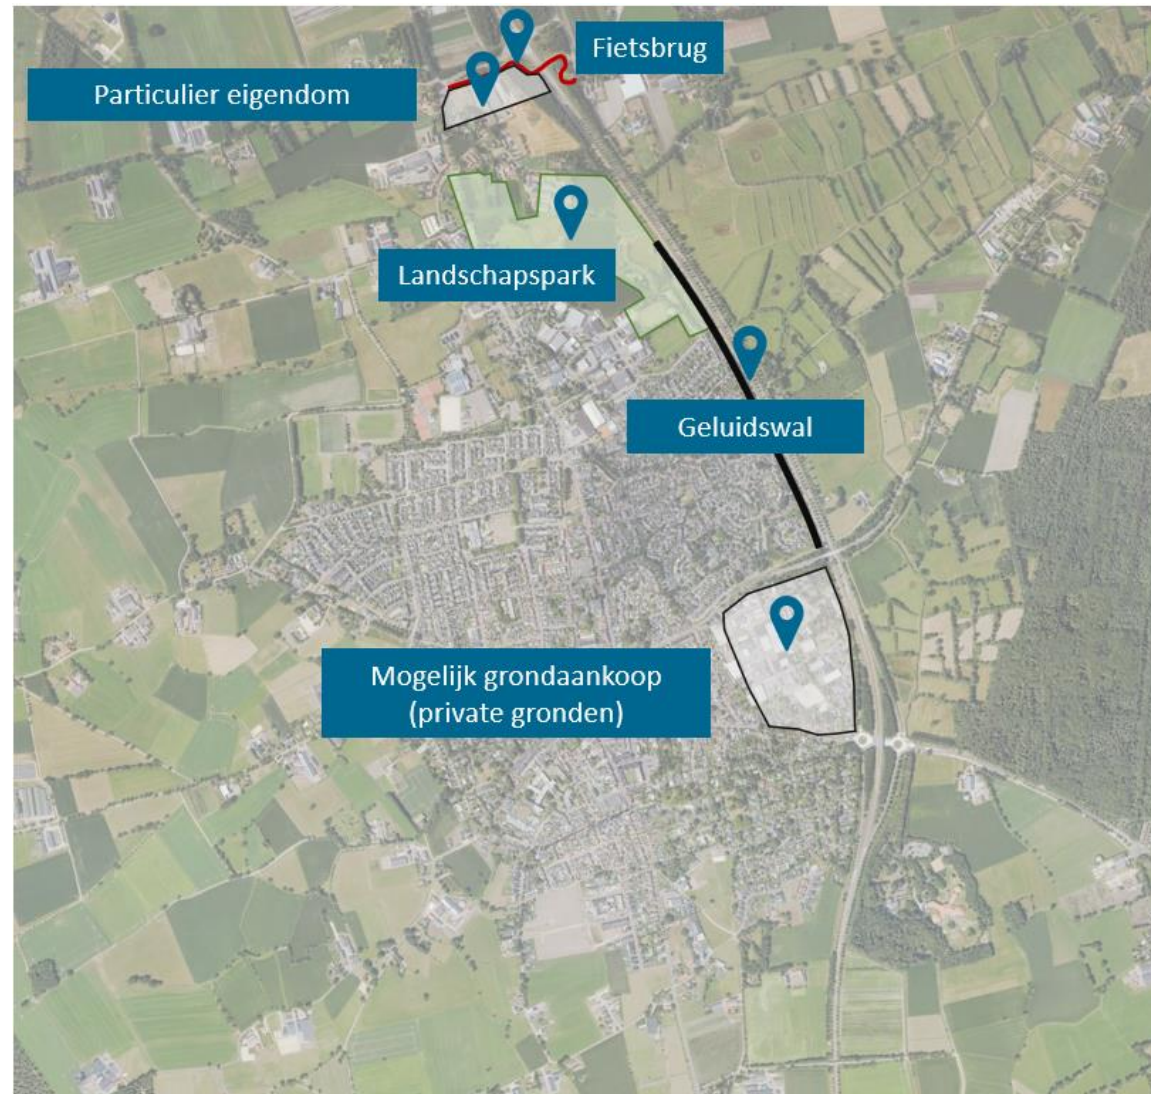 Fietsbrug
Particulier eigendom
Landschapspark
Geluidswal
Mogelijk grondaankoop
(private gronden)